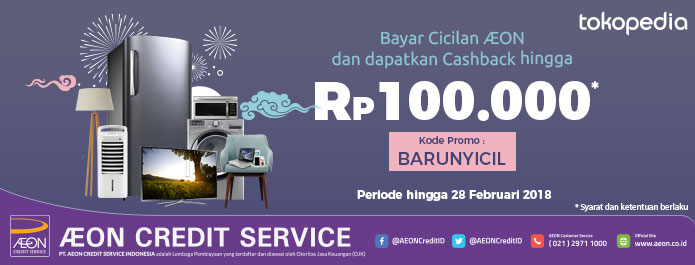 tokopedia
Bayar Cicilan ÆON
dan dapatkan Cashback hingga
Rp100.000*
Kode Promo :
BARUNYICIL
Periode hingga 28 Februari 2018
* Syarat dan ketentuan berlaku
ÆON
ÆON CREDIT SERVICE
PT. AEON CREDIT SERVICE INDONESIA adalah Lembaga Pembiayaan yang terdaftar dan diawasi oleh Otoritas Jasa Keuangan (OJK)
@AEONCreditID
@AEONCreditID
AEON Customer Service
( 021 ) 2971 1000
Official Site
www.aeon.co.id